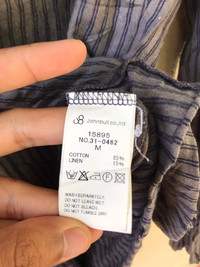 Johnbull co.,ltd
15895
NO.31-0482
M
COTTON
LINEN
WASH SEPARATELY
DO NOT LEAVE WET
DO NOT BLEACH
DO NOT TUMBLE DRY